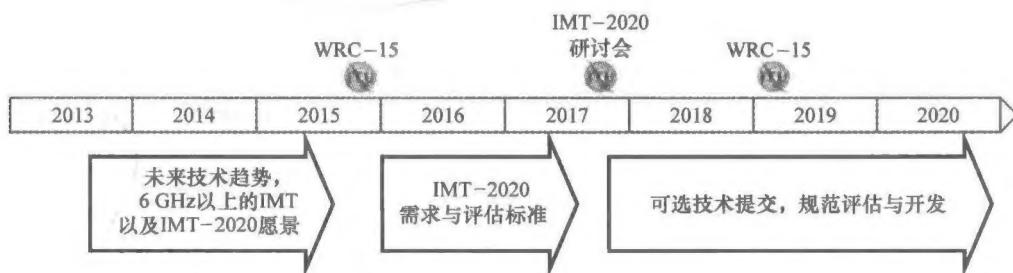 IMT-2020
研讨会
WRC-15
WRC-15
2013 2014 2015 2016 2017 2018 2019 2020
未来技术趋势，
6 GHz以上的IMT
以及IMT-2020愿景
IMT-2020
需求与评估标准
可选技术提交，规范评估与开发